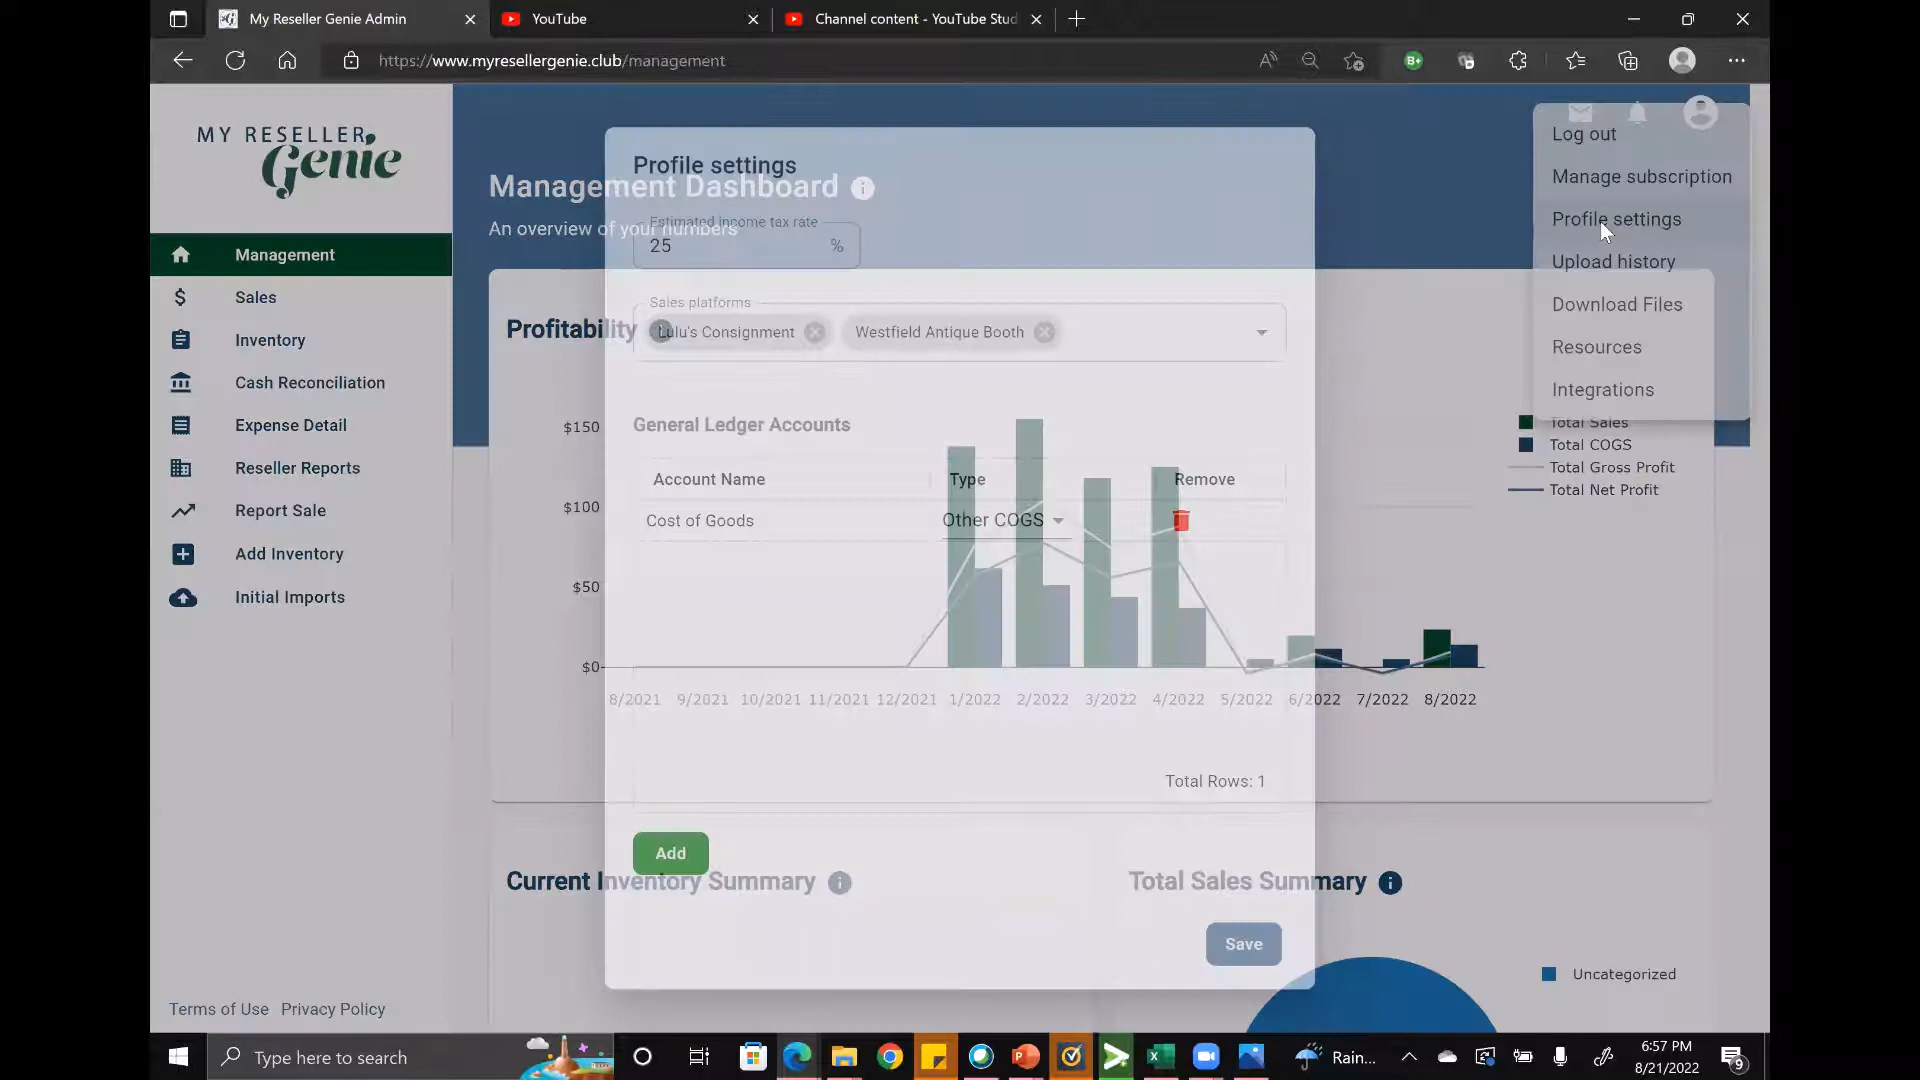 My Reseller Genie Admin
YouTube
Channel content - YouTube Stud
https://www.myresellergenie.club/management
MY RESELLER
Genie
Management
Sales
Inventory
Cash Reconciliation
Expense Detail
Reseller Reports
Report Sale
Add Inventory
Initial Imports
Terms of Use Privacy Policy
Management Dashboard
An overview of your numbers
Profitability
$150
$100
$50
$0
8/2021 9/2021 10/2021 11/2021 12/2021 1/2022 2/2022 3/2022 4/2022 5/2022 6/2022 7/2022 8/2022
Total Sales
Total COGS
Total Gross Profit
Total Net Profit
Current Inventory Summary
Total Sales Summary
Uncategorized
Profile settings
Estimated income tax rate
25 %
Sales platforms
Lulu's Consignment Westfield Antique Booth
General Ledger Accounts
Account Name Type Remove
Cost of Goods Other COGS
Total Rows: 1
Add
Save
Log out
Manage subscription
Profile settings
Upload history
Download Files
Resources
Integrations
Type here to search
Rain...
6:57 PM
8/21/2022
9